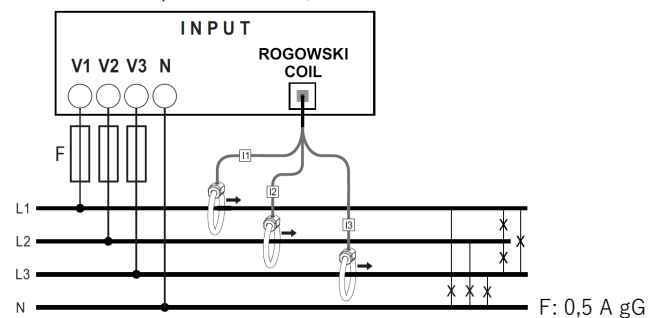 INPUT
V1 V2 V3 N
ROGOWSKI
COIL
F
I1
I2
I3
L1
L2
L3
N
F: 0,5 A gG